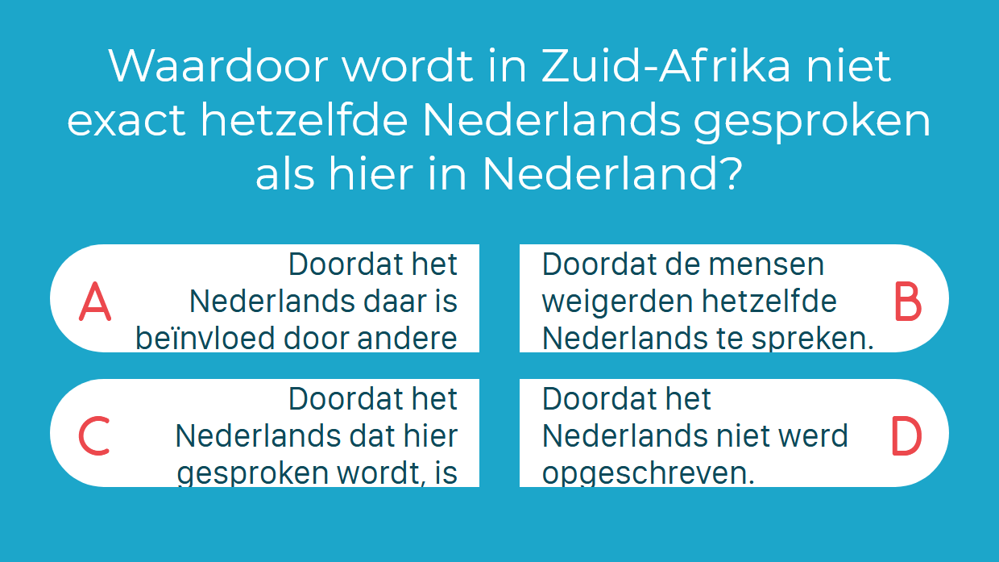 Waardoor wordt in Zuid-Afrika niet
exact hetzelfde Nederlands gesproken
als hier in Nederland?
A
Doordat het
Nederlands daar is
beïnvloed door andere
Doordat de mensen
weigerden hetzelfde
Nederlands te spreken.
B
C
Doordat het
Nederlands dat hier
gesproken wordt, is
Doordat het
Nederlands niet werd
opgeschreven.
D